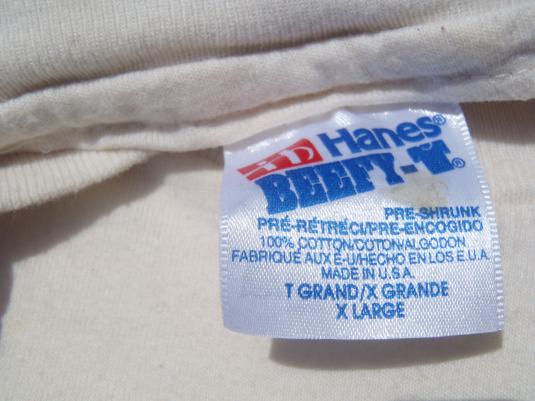 Hanes®
BEEFY-T®
PRE-SHRUNK
PRÉ-RÉTRÉCI/PRE-ENCOGIDO
100% COTTON/COTON/ALGODON
FABRIQUÉ AUX É-U/HECHO EN LOS E.U.A.
MADE IN U.S.A.
T GRAND/X GRANDE
X LARGE